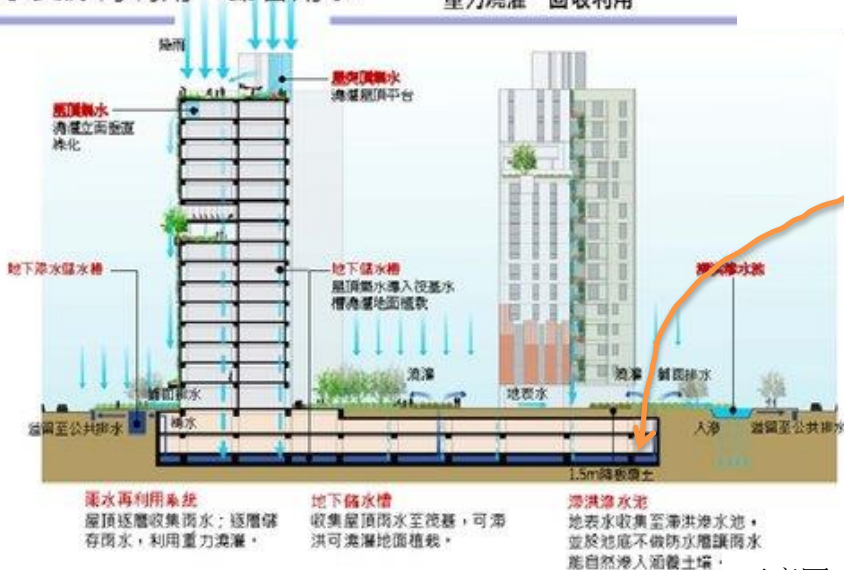 重力澆灌 回收利用
降雨
屋突頂儲水
澆灌屋頂平台
屋頂儲水
澆灌立面垂直
綠化
地下滲水儲水槽
地下儲水槽
屋頂儲水導入筏基水
槽澆灌地面植栽
滯洪滲水池
鋪面排水
澆灌
地表水
澆灌
鋪面排水
溢留至公共排水
補水
入滲
溢留至公共排水
1.5m降板覆土
雨水再利用系統
屋頂逐層收集雨水；逐層儲
存雨水，利用重力澆灌。
地下儲水槽
收集屋頂雨水至筏基，可滯
洪可澆灌地面植栽。
滯洪滲水池
地表水收集至滯洪滲水池，
並於池底不做防水層讓雨水
能自然滲入涵養土壤。